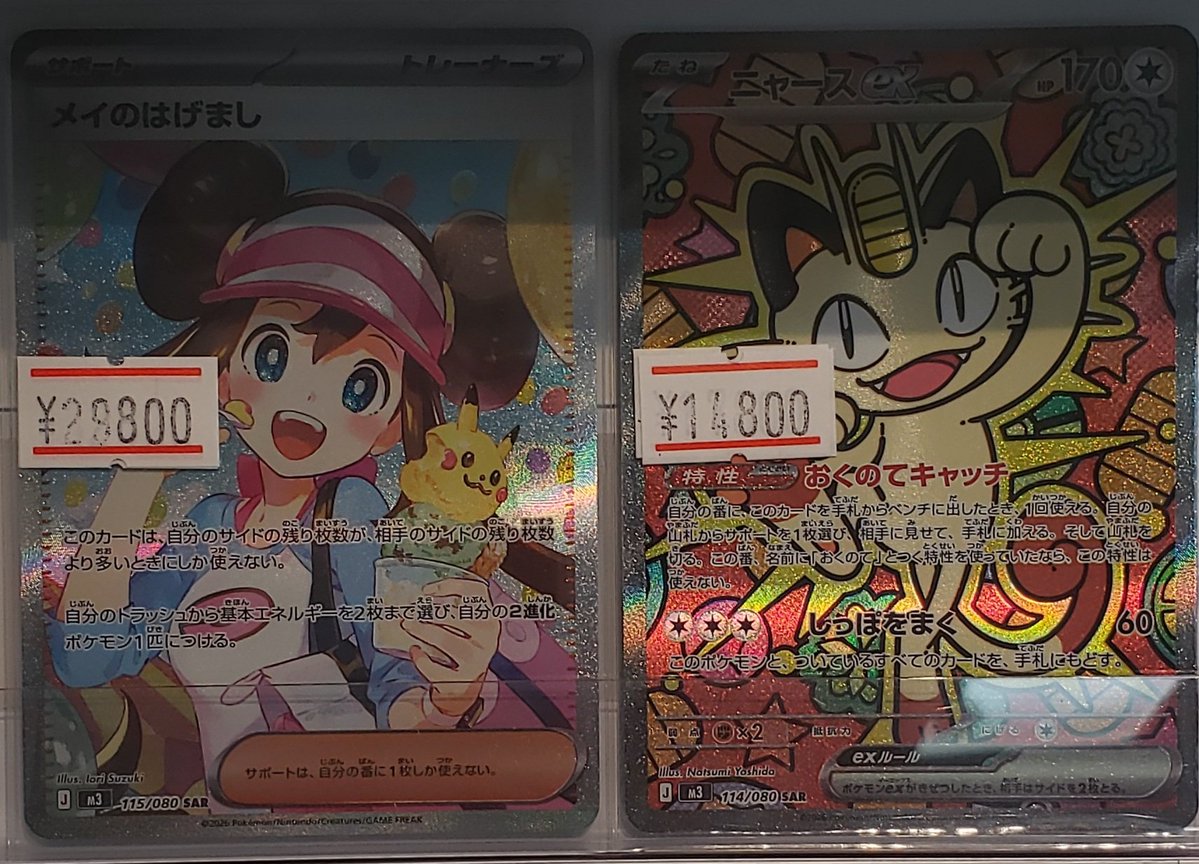 サポート
トレーナーズ
メイのはげまし
¥29800
このカードは、自分のサイドの残り枚数が、相手のサイドの残り枚数
より多いときにしか使えない。
自分のトラッシュから基本エネルギーを2枚まで選び、自分の2進化
ポケモン1匹につける。
サポートは、自分の番に1枚しか使えない。
Illus. Iori Suzuki
J M3 115/080 SAR
©2026 Pokémon/Nintendo/Creatures/GAME FREAK
たね
ニャースex
HP170
¥14800
特性
おくのてキャッチ
自分の番に、このカードを手札からベンチに出したとき、1回使える。自分の
山札からサポートを1枚選び、相手に見せて、手札に加える。そして山札を
切る。この番、名前に「おくのて」とつく特性を使っていたなら、この特性は
使えない。
しっぽをまく 60
このポケモンと、ついているすべてのカードを、手札にもどす。
弱点 ×2 抵抗力 にげる
exルール
ポケモンexがきぜつしたとき、相手はサイドを2枚とる。
Illus. Natsumi Yoshida
J M3 114/080 SAR